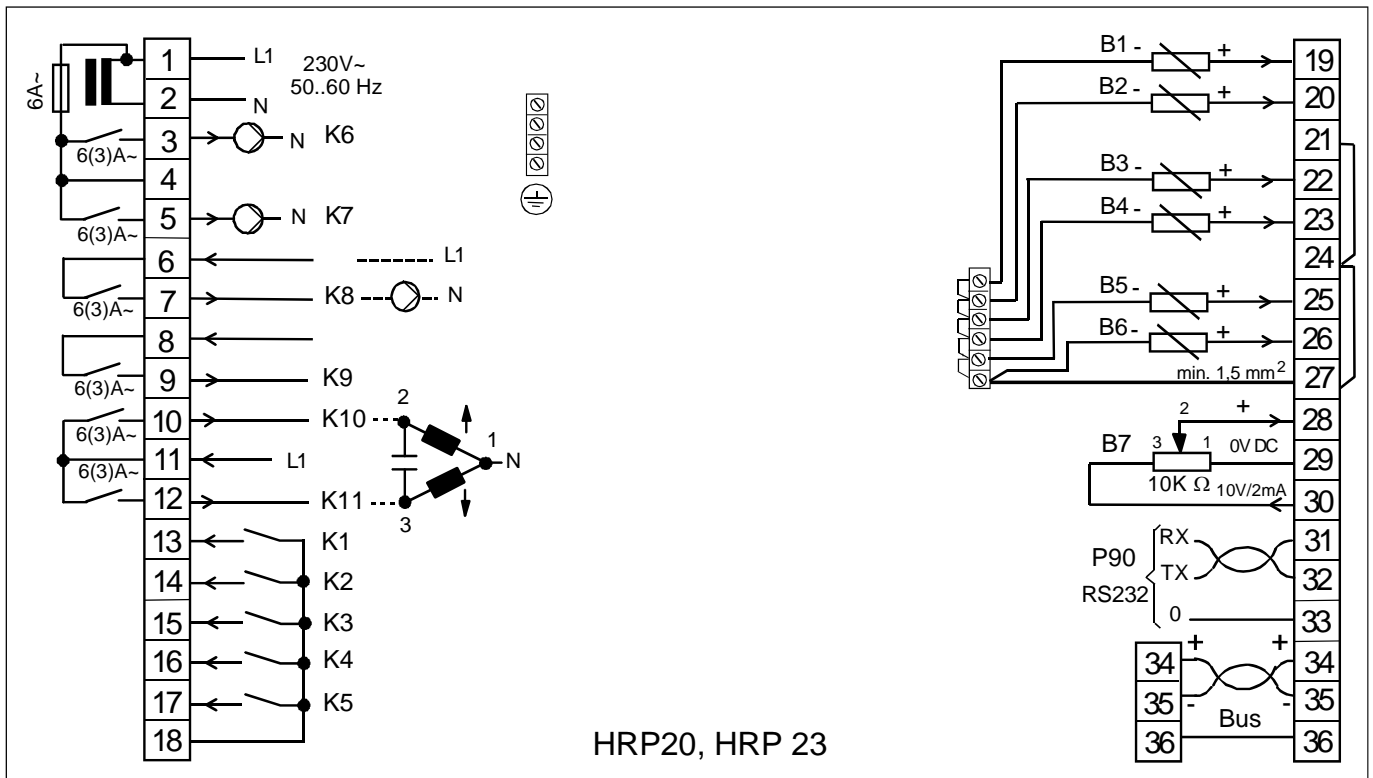 6A~
1
L1
230V~
50..60 Hz
2
N
3
N
K6
6(3)A~
4
5
N
K7
6(3)A~
6
L1
7
K8
N
6(3)A~
8
9
K9
6(3)A~
10
K10
2
6(3)A~
11
L1
1
N
6(3)A~
12
K11
3
13
K1
14
K2
15
K3
16
K4
17
K5
18
B1 - +
19
B2 - +
20
21
B3 - +
22
B4 - +
23
24
B5 - +
25
B6 - +
26
min. 1,5 mm²
27
2 +
28
B7
3 1
0V DC
29
10K Ω
10V/2mA
30
RX
31
P90
TX
32
RS232
0
33
+ +
34
34
35
- -
35
Bus
36
36
HRP20, HRP 23